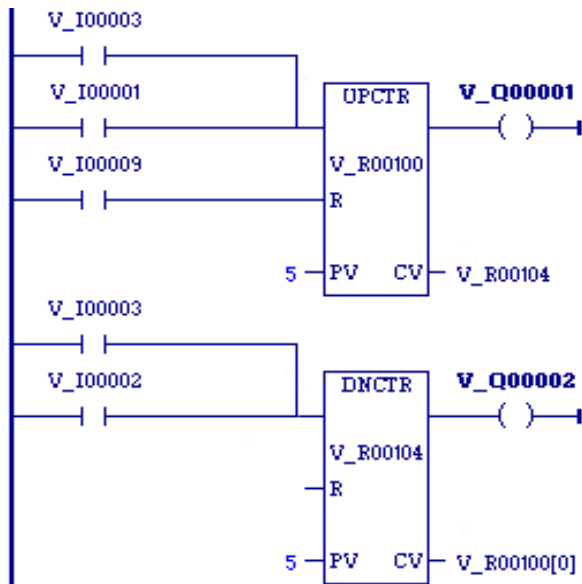 V_I00003
V_I00001
UPCTR
V_Q00001
V_I00009
V_R00100
R
5
PV CV
V_R00104
V_I00003
V_I00002
DNCTR
V_Q00002
V_R00104
R
5
PV CV
V_R00100[0]